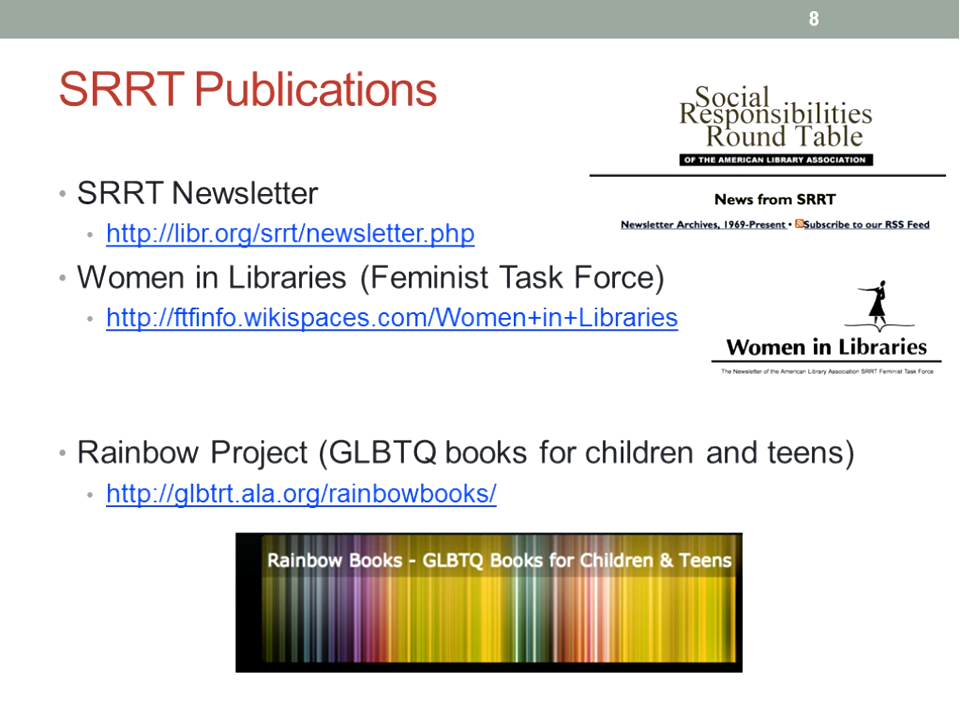 8
SRRT Publications
Social
Responsibilities
Round Table
OF THE AMERICAN LIBRARY ASSOCIATION
News from SRRT
Newsletter Archives, 1969-Present • Subscribe to our RSS Feed
• SRRT Newsletter
• http://libr.org/srrt/newsletter.php
• Women in Libraries (Feminist Task Force)
• http://ftfinfo.wikispaces.com/Women+in+Libraries
Women in Libraries
The Newsletter of the American Library Association SRRT Feminist Task Force
• Rainbow Project (GLBTQ books for children and teens)
• http://glbtrt.ala.org/rainbowbooks/
Rainbow Books - GLBTQ Books for Children & Teens